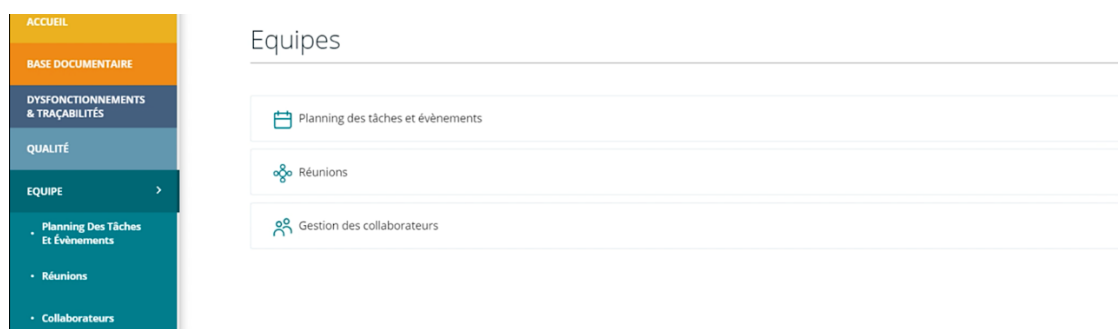 ACCUEIL
BASE DOCUMENTAIRE
DYSFONCTIONNEMENTS
& TRAÇABILITÉS
QUALITÉ
EQUIPE
Planning Des Tâches
Et Évènements
Réunions
Collaborateurs
Equipes
Planning des tâches et évènements
Réunions
Gestion des collaborateurs